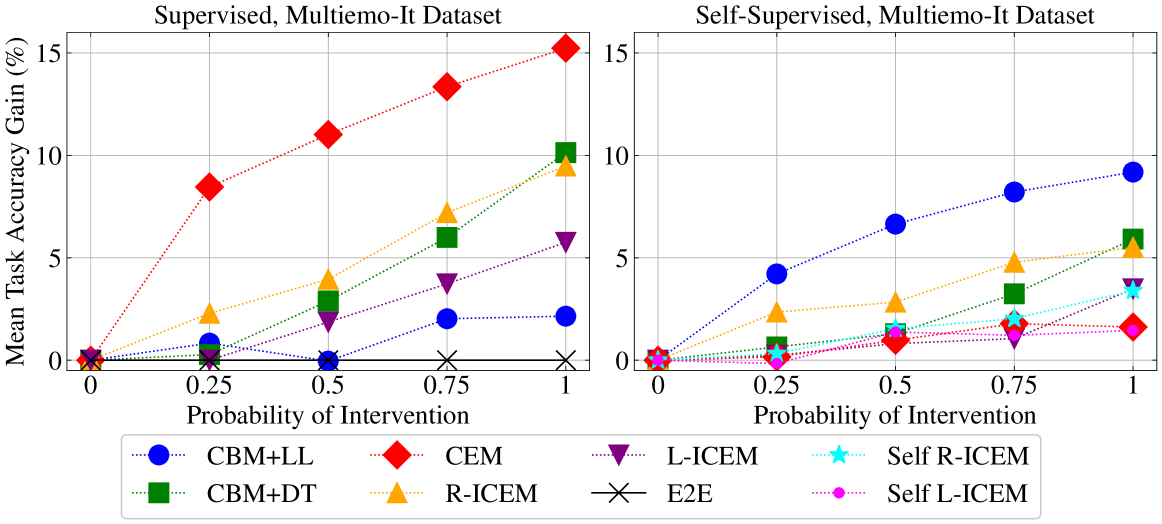 Supervised, Multiemo-It Dataset
Self-Supervised, Multiemo-It Dataset
Mean Task Accuracy Gain (%)
15
10
5
0
0 0.25 0.5 0.75 1
Probability of Intervention
15
10
5
0
0 0.25 0.5 0.75 1
Probability of Intervention
CBM+LL CEM L-ICEM Self R-ICEM
CBM+DT R-ICEM E2E Self L-ICEM